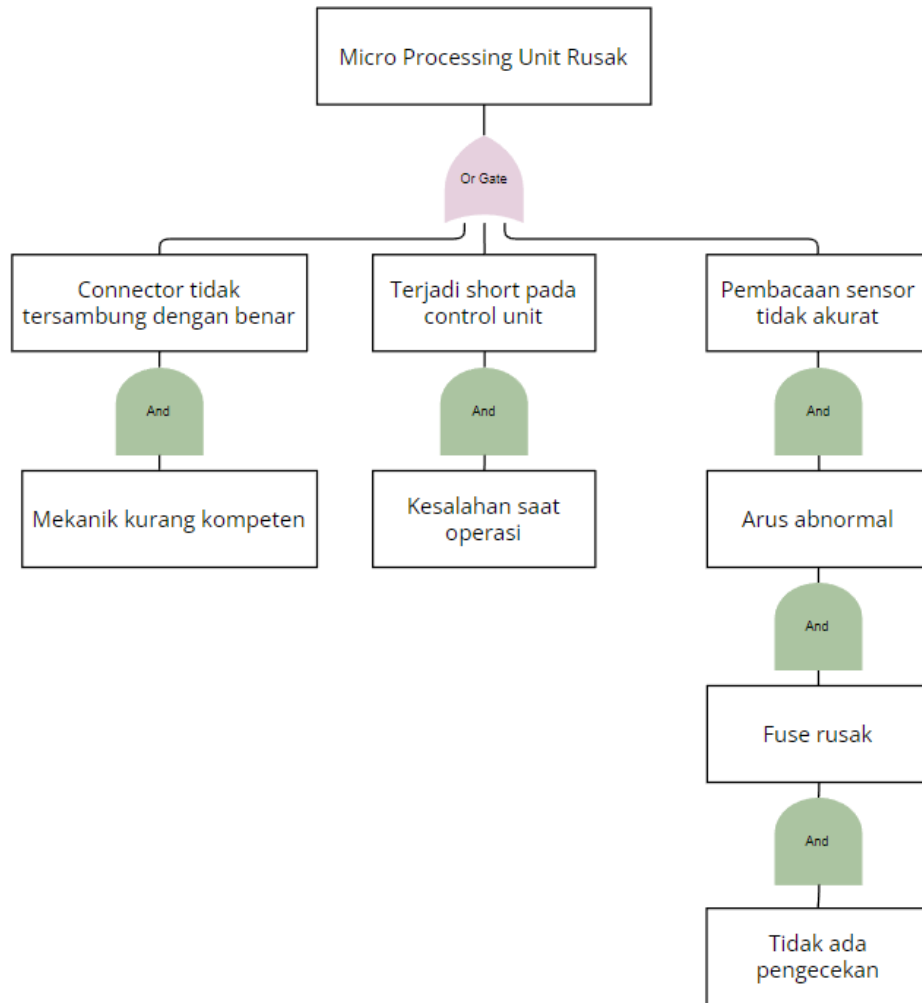 Micro Processing Unit Rusak
Or Gate
Connector tidak
tersambung dengan benar
Terjadi short pada
control unit
Pembacaan sensor
tidak akurat
And
And
And
Mekanik kurang kompeten
Kesalahan saat
operasi
Arus abnormal
And
Fuse rusak
And
Tidak ada
pengecekan